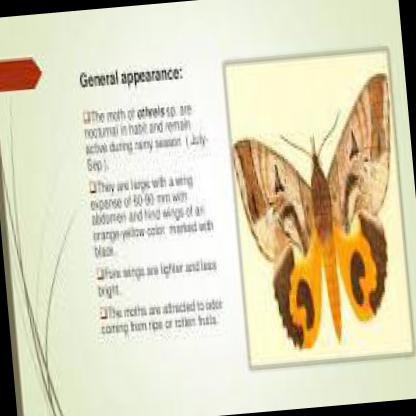 General appearance:
❑The moth of othreis sp. are
nocturnal in habit and remain
active during rainy season ( July-
Sep ).
❑They are large with a wing
expense of 60-90 mm with
abdomen and hind wings of an
orange-yellow color marked with
black.
❑Fore wings are lighter and less
bright.
❑The moths are attracted to odor
coming from ripe or rotten fruits.